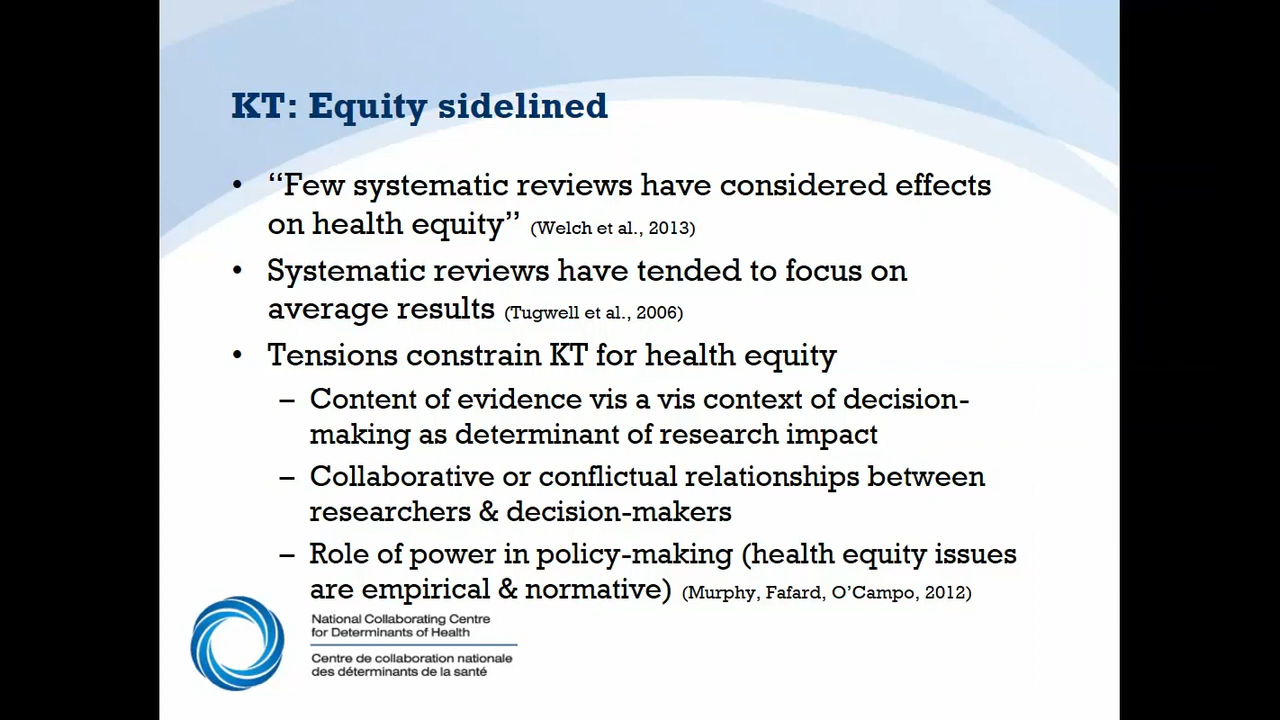 KT: Equity sidelined
• “Few systematic reviews have considered effects
on health equity” (Welch et al., 2013)
• Systematic reviews have tended to focus on
average results (Tugwell et al., 2006)
• Tensions constrain KT for health equity
– Content of evidence vis a vis context of decision-
making as determinant of research impact
– Collaborative or conflictual relationships between
researchers & decision-makers
– Role of power in policy-making (health equity issues
are empirical & normative) (Murphy, Fafard, O’Campo, 2012)
National Collaborating Centre
for Determinants of Health
Centre de collaboration nationale
des déterminants de la santé